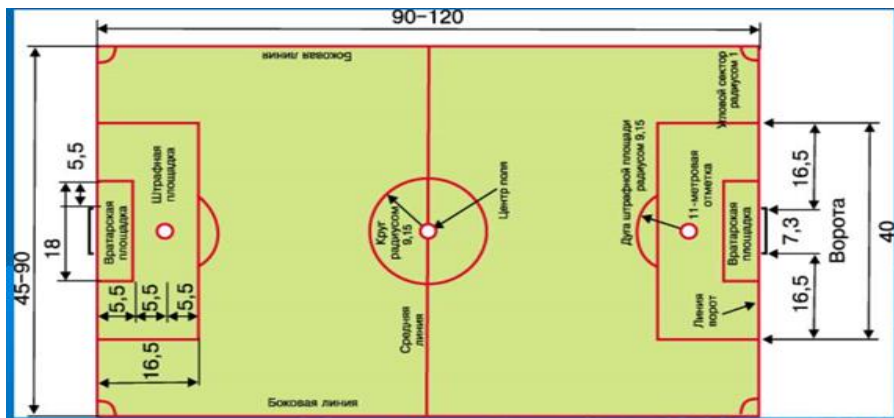 90-120
Боковая линия
Угловой сектор
радиусом 1
5,5
Штрафная
площадка
Дуга штрафной площади
радиусом 9,15
11-метровая
отметка
16,5
45-90
18
Вратарская
площадка
Круг
радиусом
9,15
Центр поля
Вратарская
площадка
7,3
Ворота
40
5,5
5,5
5,5
16,5
Линия
ворот
Средняя
линия
16,5
Боковая линия